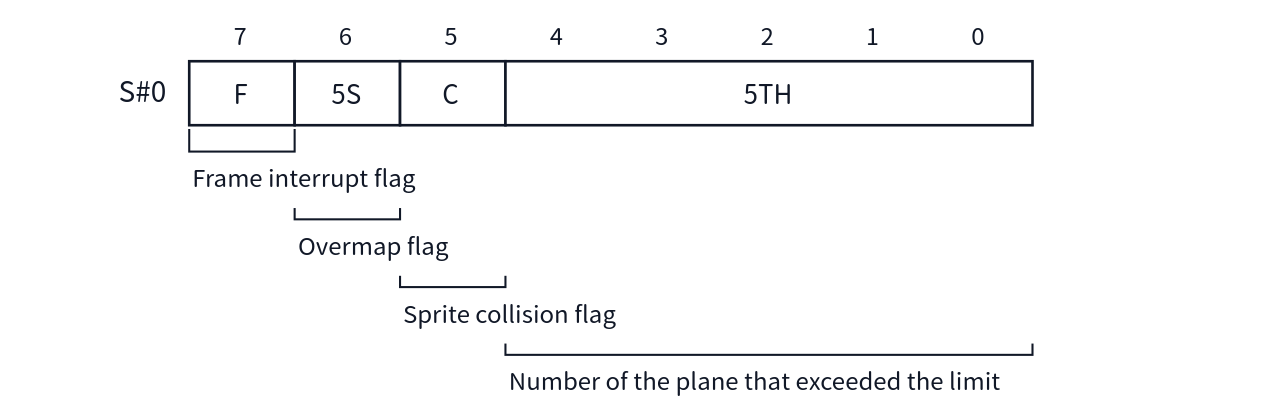 7 6 5 4 3 2 1 0
S#0 F 5S C 5TH
Frame interrupt flag
Overmap flag
Sprite collision flag
Number of the plane that exceeded the limit